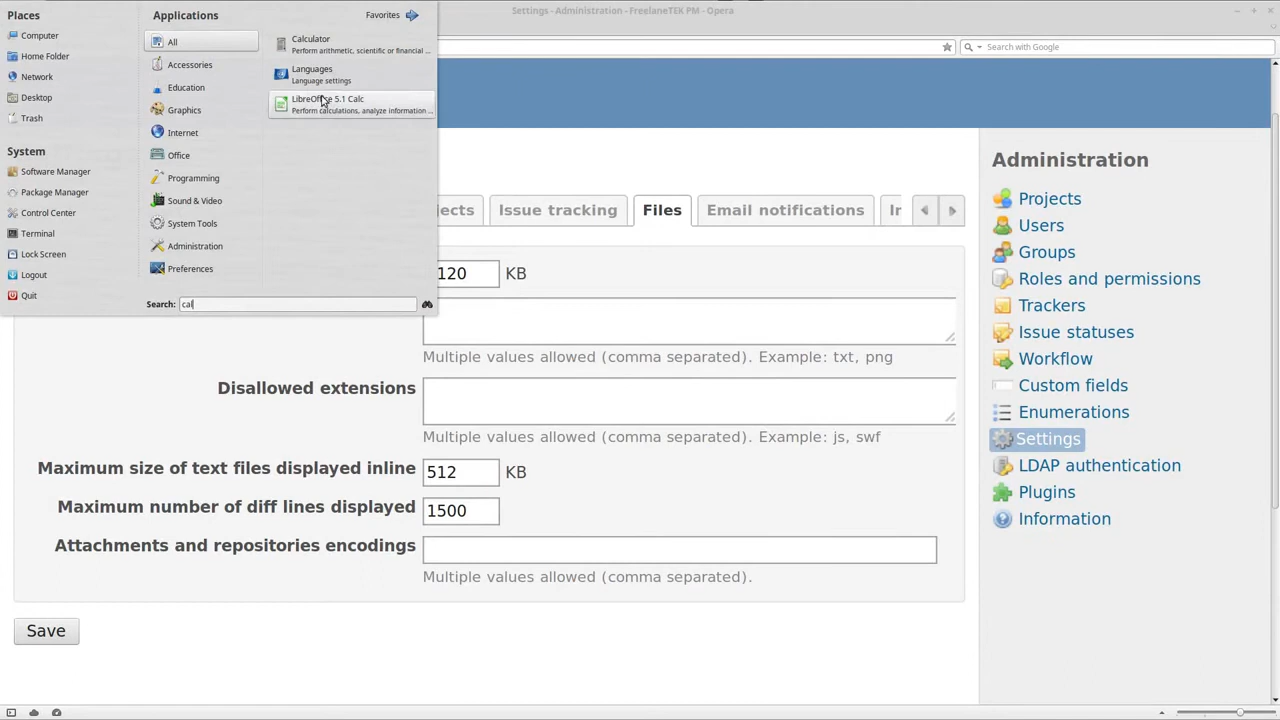 Settings - Administration - FreelaneTEK PM - Opera
Search with Google
Places
Computer
Home Folder
Network
Desktop
Trash
System
Software Manager
Package Manager
Control Center
Terminal
Lock Screen
Logout
Quit
Applications
Favorites
All
Accessories
Education
Graphics
Internet
Office
Programming
Sound & Video
System Tools
Administration
Preferences
Calculator
Perform arithmetic, scientific or financial ...
Languages
Language settings
LibreOffice 5.1 Calc
Perform calculations, analyze information ...
Search: cal
jects
Issue tracking
Files
Email notifications
In
120 KB
Multiple values allowed (comma separated). Example: txt, png
Disallowed extensions
Multiple values allowed (comma separated). Example: js, swf
Maximum size of text files displayed inline 512 KB
Maximum number of diff lines displayed 1500
Attachments and repositories encodings
Multiple values allowed (comma separated).
Save
Administration
Projects
Users
Groups
Roles and permissions
Trackers
Issue statuses
Workflow
Custom fields
Enumerations
Settings
LDAP authentication
Plugins
Information